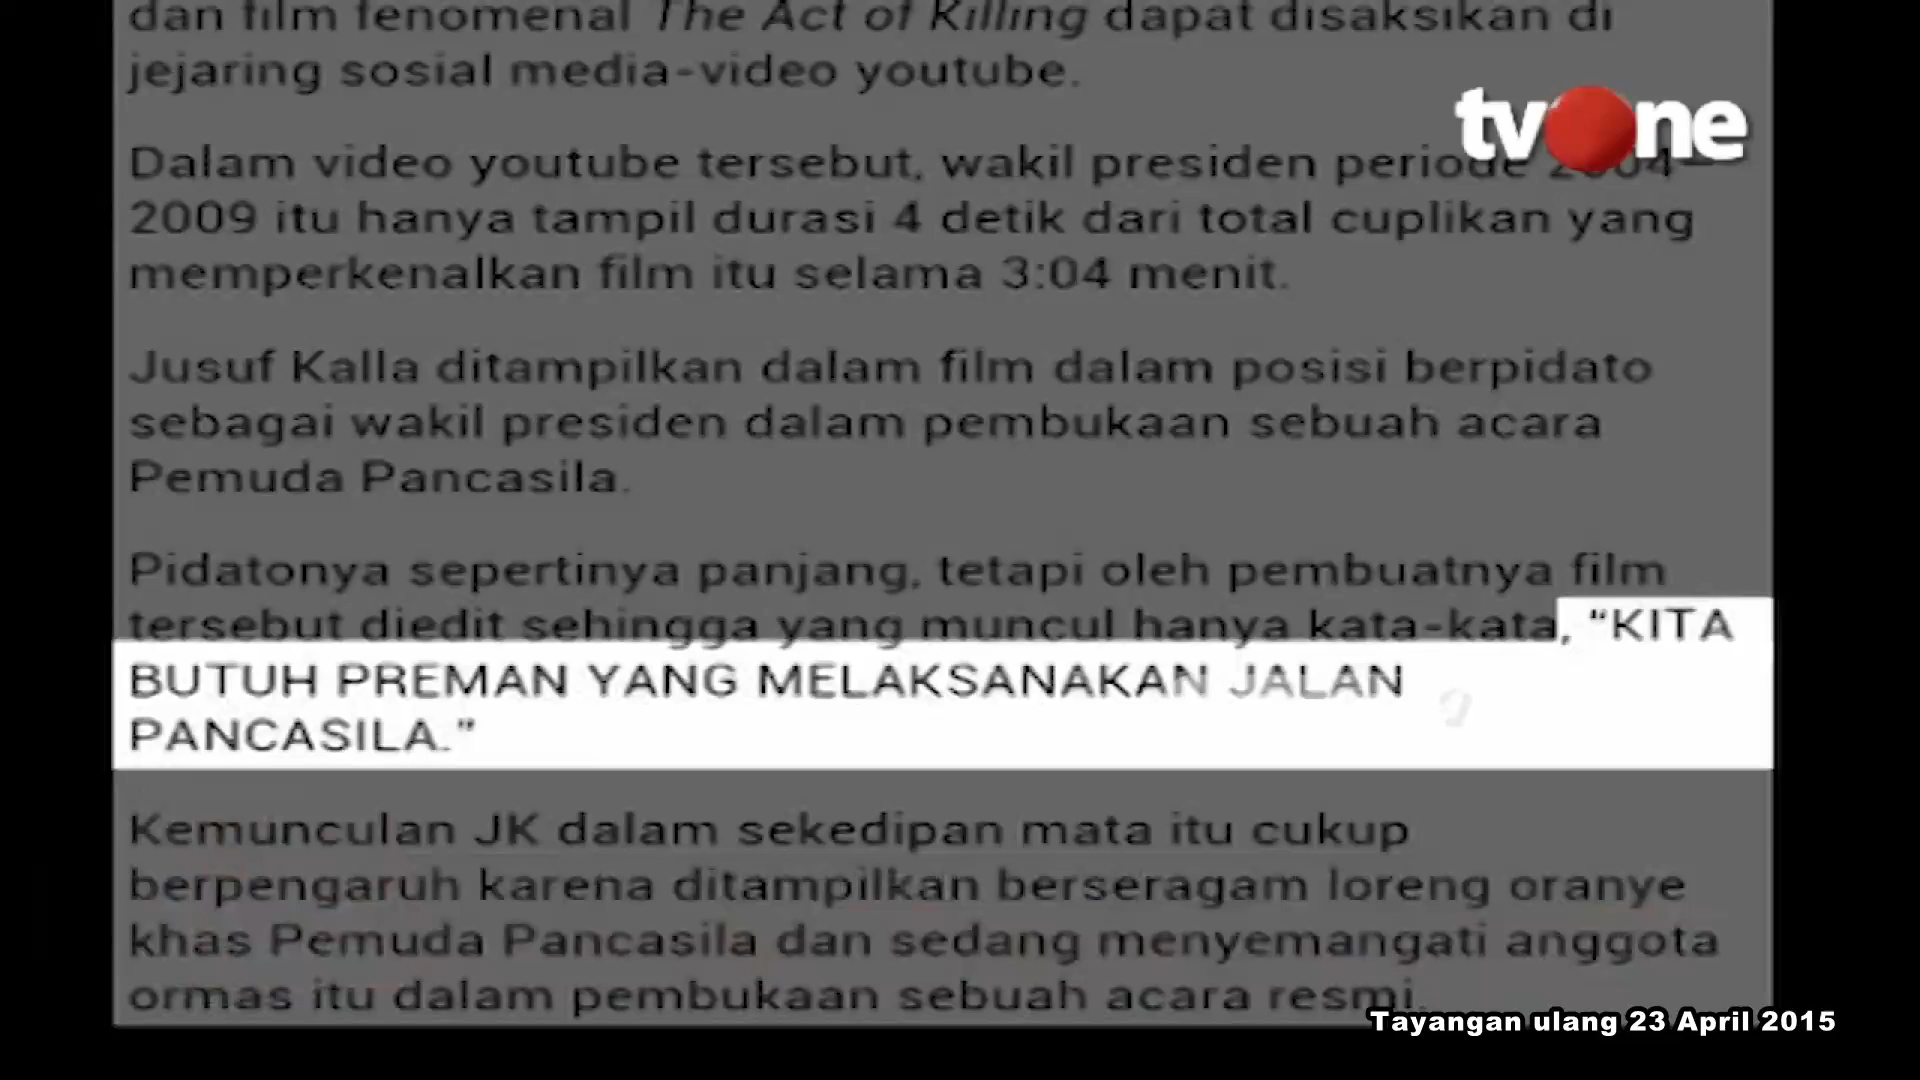 dan film fenomenal The Act of Killing dapat disaksikan di
jejaring sosial media-video youtube.
tvOne
Dalam video youtube tersebut, wakil presiden periode 2004-
2009 itu hanya tampil durasi 4 detik dari total cuplikan yang
memperkenalkan film itu selama 3:04 menit.
Jusuf Kalla ditampilkan dalam film dalam posisi berpidato
sebagai wakil presiden dalam pembukaan sebuah acara
Pemuda Pancasila.
Pidatonya sepertinya panjang, tetapi oleh pembuatnya film
tersebut diedit sehingga yang muncul hanya kata-kata, “KITA
BUTUH PREMAN YANG MELAKSANAKAN JALAN
PANCASILA.”
Kemunculan JK dalam sekedipan mata itu cukup
berpengaruh karena ditampilkan berseragam loreng oranye
khas Pemuda Pancasila dan sedang menyemangati anggota
ormas itu dalam pembukaan sebuah acara resmi.
Tayangan ulang 23 April 2015